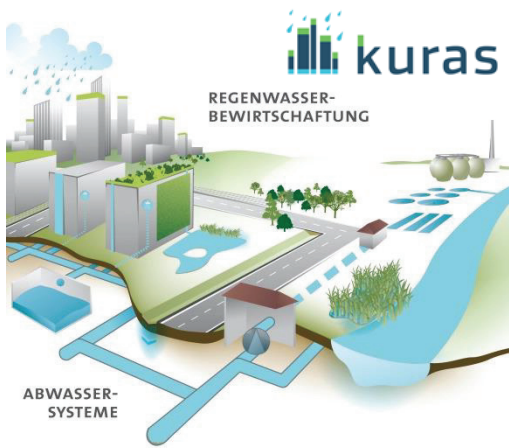 kuras
REGENWASSER-
BEWIRTSCHAFTUNG
ABWASSER-
SYSTEME